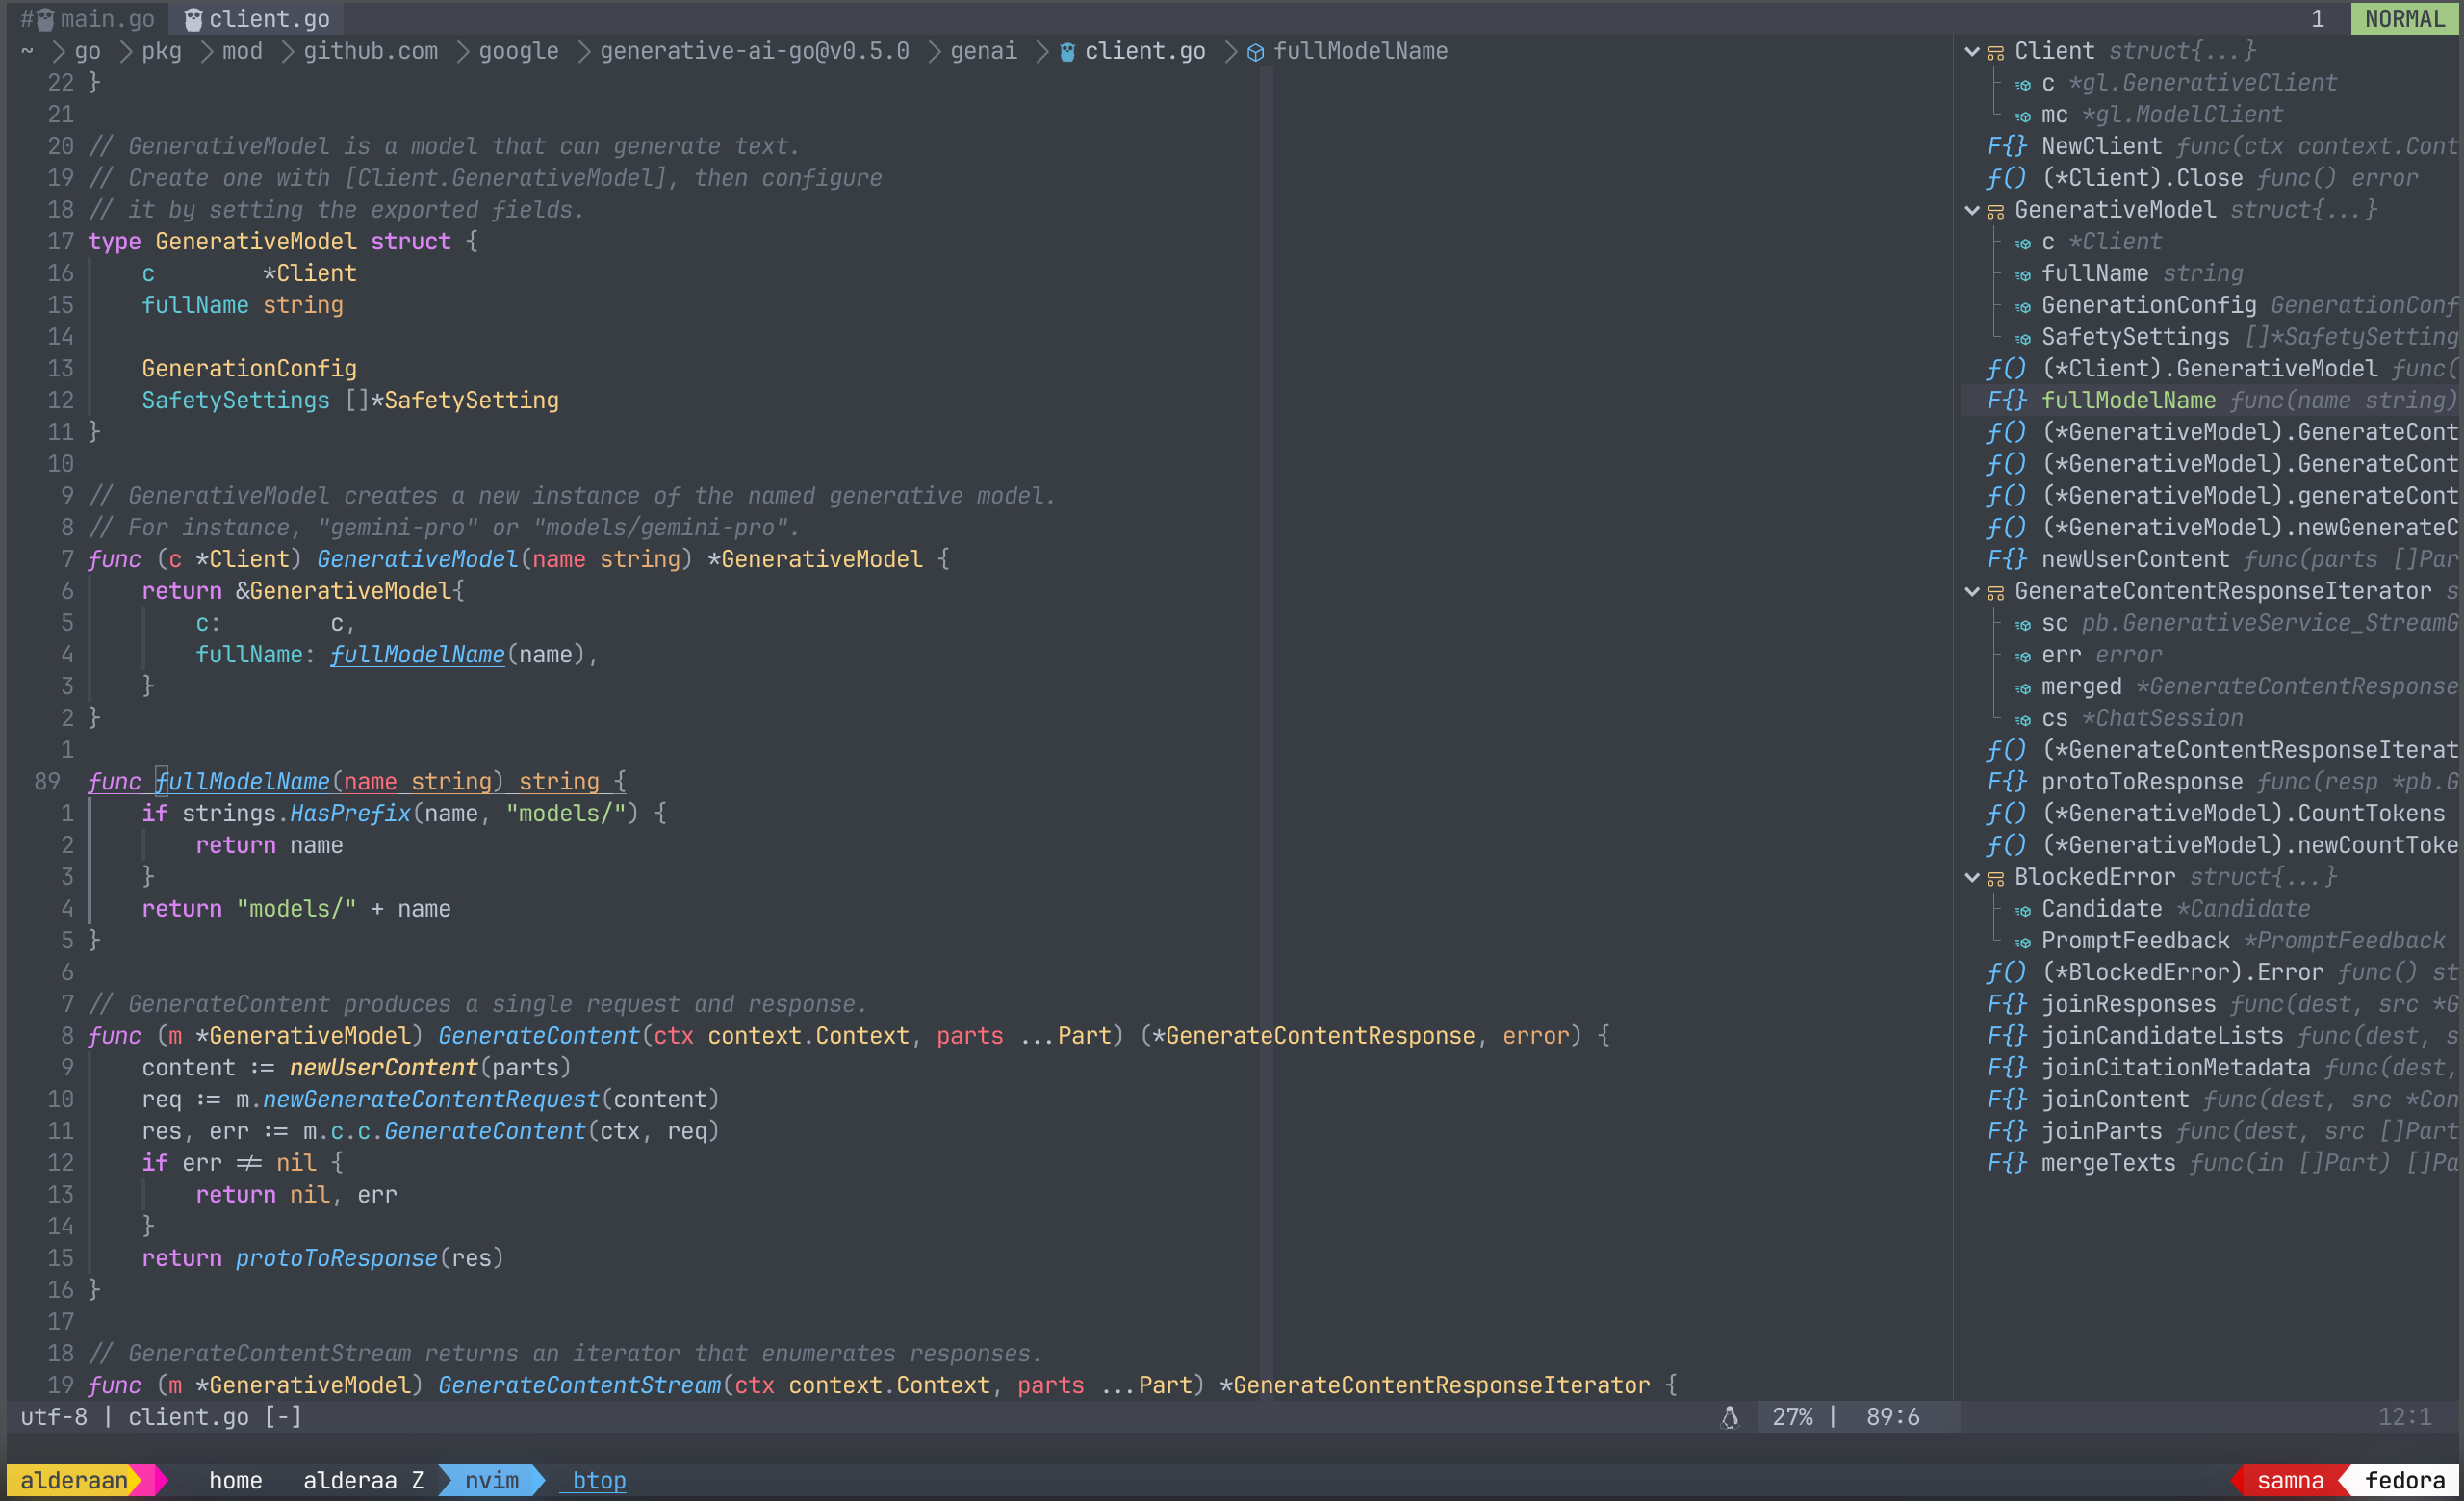 #main.go client.go 1 NORMAL
~ > go > pkg > mod > github.com > google > generative-ai-go@v0.5.0 > genai > client.go > fullModelName
22 }
21
20 // GenerativeModel is a model that can generate text.
19 // Create one with [Client.GenerativeModel], then configure
18 // it by setting the exported fields.
17 type GenerativeModel struct {
16 c *Client
15 fullName string
14
13 GenerationConfig
12 SafetySettings []*SafetySetting
11 }
10
9 // GenerativeModel creates a new instance of the named generative model.
8 // For instance, "gemini-pro" or "models/gemini-pro".
7 func (c *Client) GenerativeModel(name string) *GenerativeModel {
6 return &GenerativeModel{
5 c: c,
4 fullName: fullModelName(name),
3 }
2 }
1
89 func fullModelName(name string) string {
1 if strings.HasPrefix(name, "models/") {
2 return name
3 }
4 return "models/" + name
5 }
6
7 // GenerateContent produces a single request and response.
8 func (m *GenerativeModel) GenerateContent(ctx context.Context, parts ...Part) (*GenerateContentResponse, error) {
9 content := newUserContent(parts)
10 req := m.newGenerateContentRequest(content)
11 res, err := m.c.c.GenerateContent(ctx, req)
12 if err != nil {
13 return nil, err
14 }
15 return protoToResponse(res)
16 }
17
18 // GenerateContentStream returns an iterator that enumerates responses.
19 func (m *GenerativeModel) GenerateContentStream(ctx context.Context, parts ...Part) *GenerateContentResponseIterator {
Client struct{...}
c *gl.GenerativeClient
mc *gl.ModelClient
F{} NewClient func(ctx context.Cont
ƒ() (*Client).Close func() error
GenerativeModel struct{...}
c *Client
fullName string
GenerationConfig GenerationConf
SafetySettings []*SafetySetting
ƒ() (*Client).GenerativeModel func(
F{} fullModelName func(name string)
ƒ() (*GenerativeModel).GenerateCont
ƒ() (*GenerativeModel).GenerateCont
ƒ() (*GenerativeModel).generateCont
ƒ() (*GenerativeModel).newGenerateC
F{} newUserContent func(parts []Par
GenerateContentResponseIterator s
sc pb.GenerativeService_StreamG
err error
merged *GenerateContentResponse
cs *ChatSession
ƒ() (*GenerateContentResponseIterat
F{} protoToResponse func(resp *pb.G
ƒ() (*GenerativeModel).CountTokens
ƒ() (*GenerativeModel).newCountToke
BlockedError struct{...}
Candidate *Candidate
PromptFeedback *PromptFeedback
ƒ() (*BlockedError).Error func() st
F{} joinResponses func(dest, src *G
F{} joinCandidateLists func(dest, s
F{} joinCitationMetadata func(dest,
F{} joinContent func(dest, src *Con
F{} joinParts func(dest, src []Part
F{} mergeTexts func(in []Part) []Pa
utf-8 | client.go [-] 27% | 89:6 12:1
alderaan home alderaa Z nvim btop samna fedora